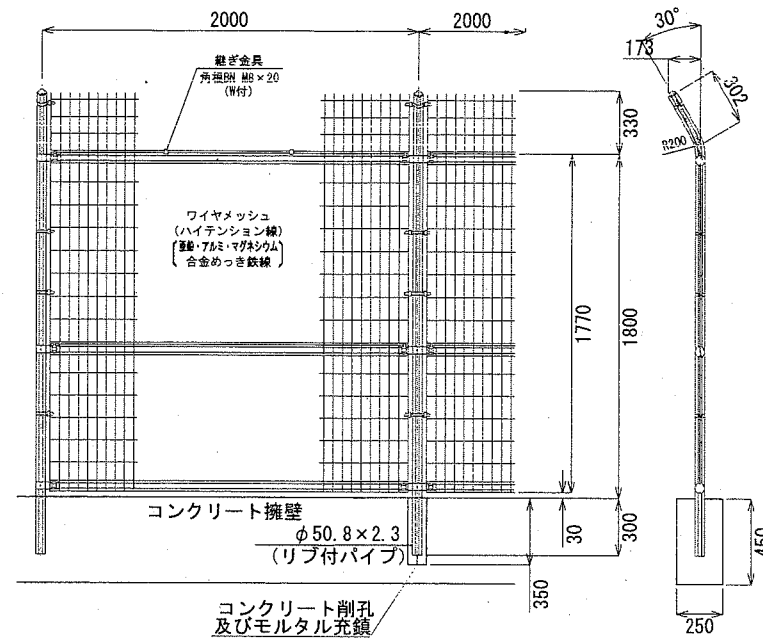 2000
2000
30°
173
302
R200
継ぎ金具
角根BN M8×20
(W付)
330
ワイヤメッシュ
(ハイテンション線)
亜鉛・アルミ・マグネシウム
合金めっき鉄線
1770
1800
コンクリート擁壁
φ50.8×2.3
(リブ付パイプ)
30
300
350
450
250
コンクリート削孔
及びモルタル充鎮